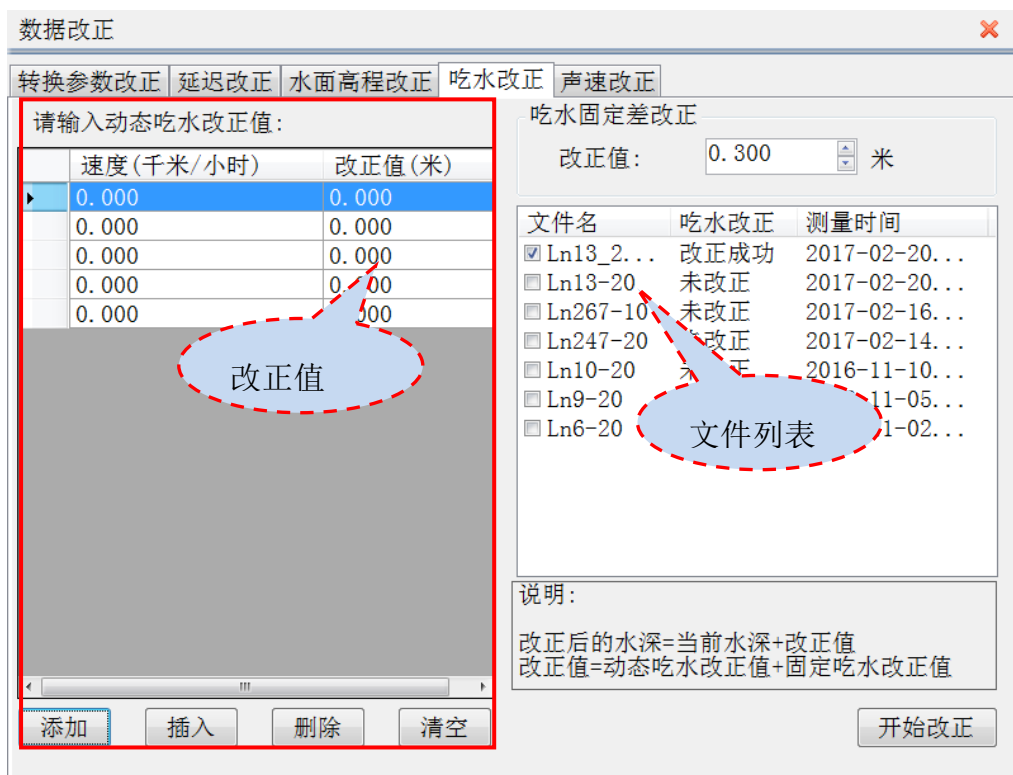 数据改正
转换参数改正 延迟改正 水面高程改正 吃水改正 声速改正
请输入动态吃水改正值:
速度(千米/小时) 改正值(米)
0.000 0.000
0.000 0.000
0.000 0.000
0.000
0.000
改正值
添加 插入 删除 清空
吃水固定差改正
改正值: 0.300 米
文件名 吃水改正 测量时间
Ln13_2... 改正成功 2017-02-20...
Ln13-20 未改正 2017-02-20...
Ln267-10 未改正 2017-02-16...
Ln247-20 改正 2017-02-14...
Ln10-20 2016-11-10...
Ln9-20 11-05...
Ln6-20 1-02...
文件列表
说明:
改正后的水深=当前水深+改正值
改正值=动态吃水改正值+固定吃水改正值
开始改正